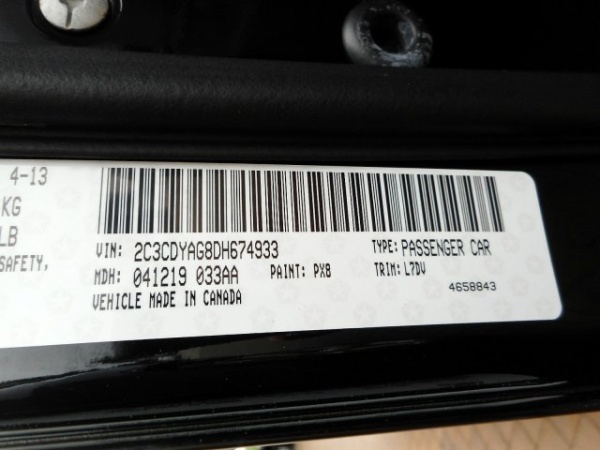 4-13
KG
LB
SAFETY,
VIN: 2C3CDYAG8DH674933 TYPE: PASSENGER CAR
MDH: 041219 033AA PAINT: PX8 TRIM: L7DV
VEHICLE MADE IN CANADA 4658843